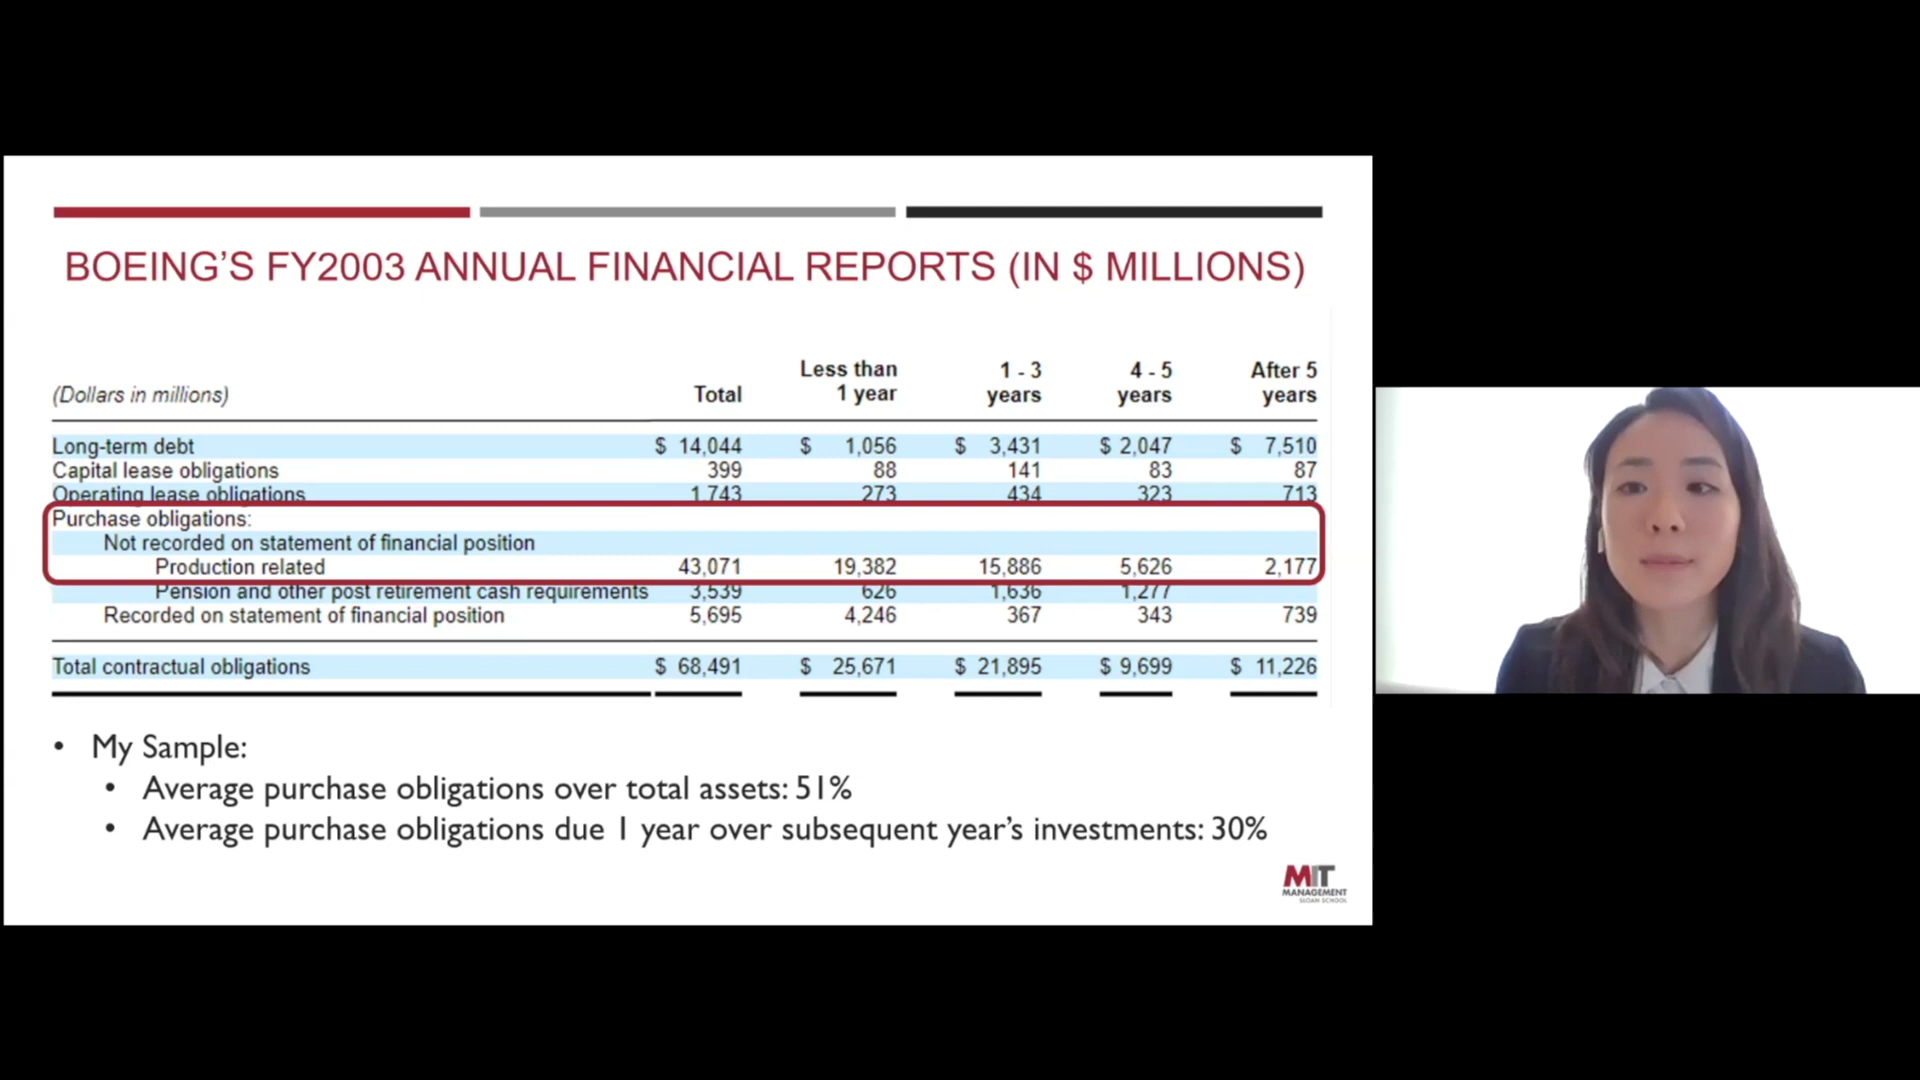 BOEING'S FY2003 ANNUAL FINANCIAL REPORTS (IN $ MILLIONS)
(Dollars in millions) Total Less than 1 year 1 - 3 years 4 - 5 years After 5 years
Long-term debt $ 14,044 $ 1,056 $ 3,431 $ 2,047 $ 7,510
Capital lease obligations 399 88 141 83 87
Operating lease obligations 1,743 273 434 323 713
Purchase obligations:
Not recorded on statement of financial position
Production related 43,071 19,382 15,886 5,626 2,177
Pension and other post retirement cash requirements 3,539 626 1,636 1,277
Recorded on statement of financial position 5,695 4,246 367 343 739
Total contractual obligations $ 68,491 $ 25,671 $ 21,895 $ 9,699 $ 11,226
• My Sample:
• Average purchase obligations over total assets: 51%
• Average purchase obligations due 1 year over subsequent year's investments: 30%
MIT
MANAGEMENT
SLOAN SCHOOL